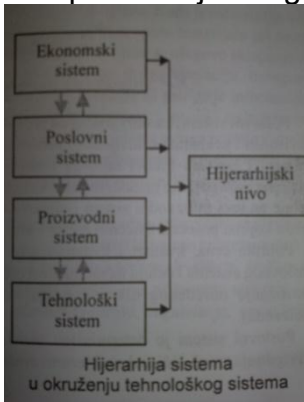 Ekonomski
sistem
Poslovni
sistem
Hijerarhijski
nivo
Proizvodni
sistem
Tehnološki
sistem
Hijerarhija sistema
u okruženju tehnološkog sistema